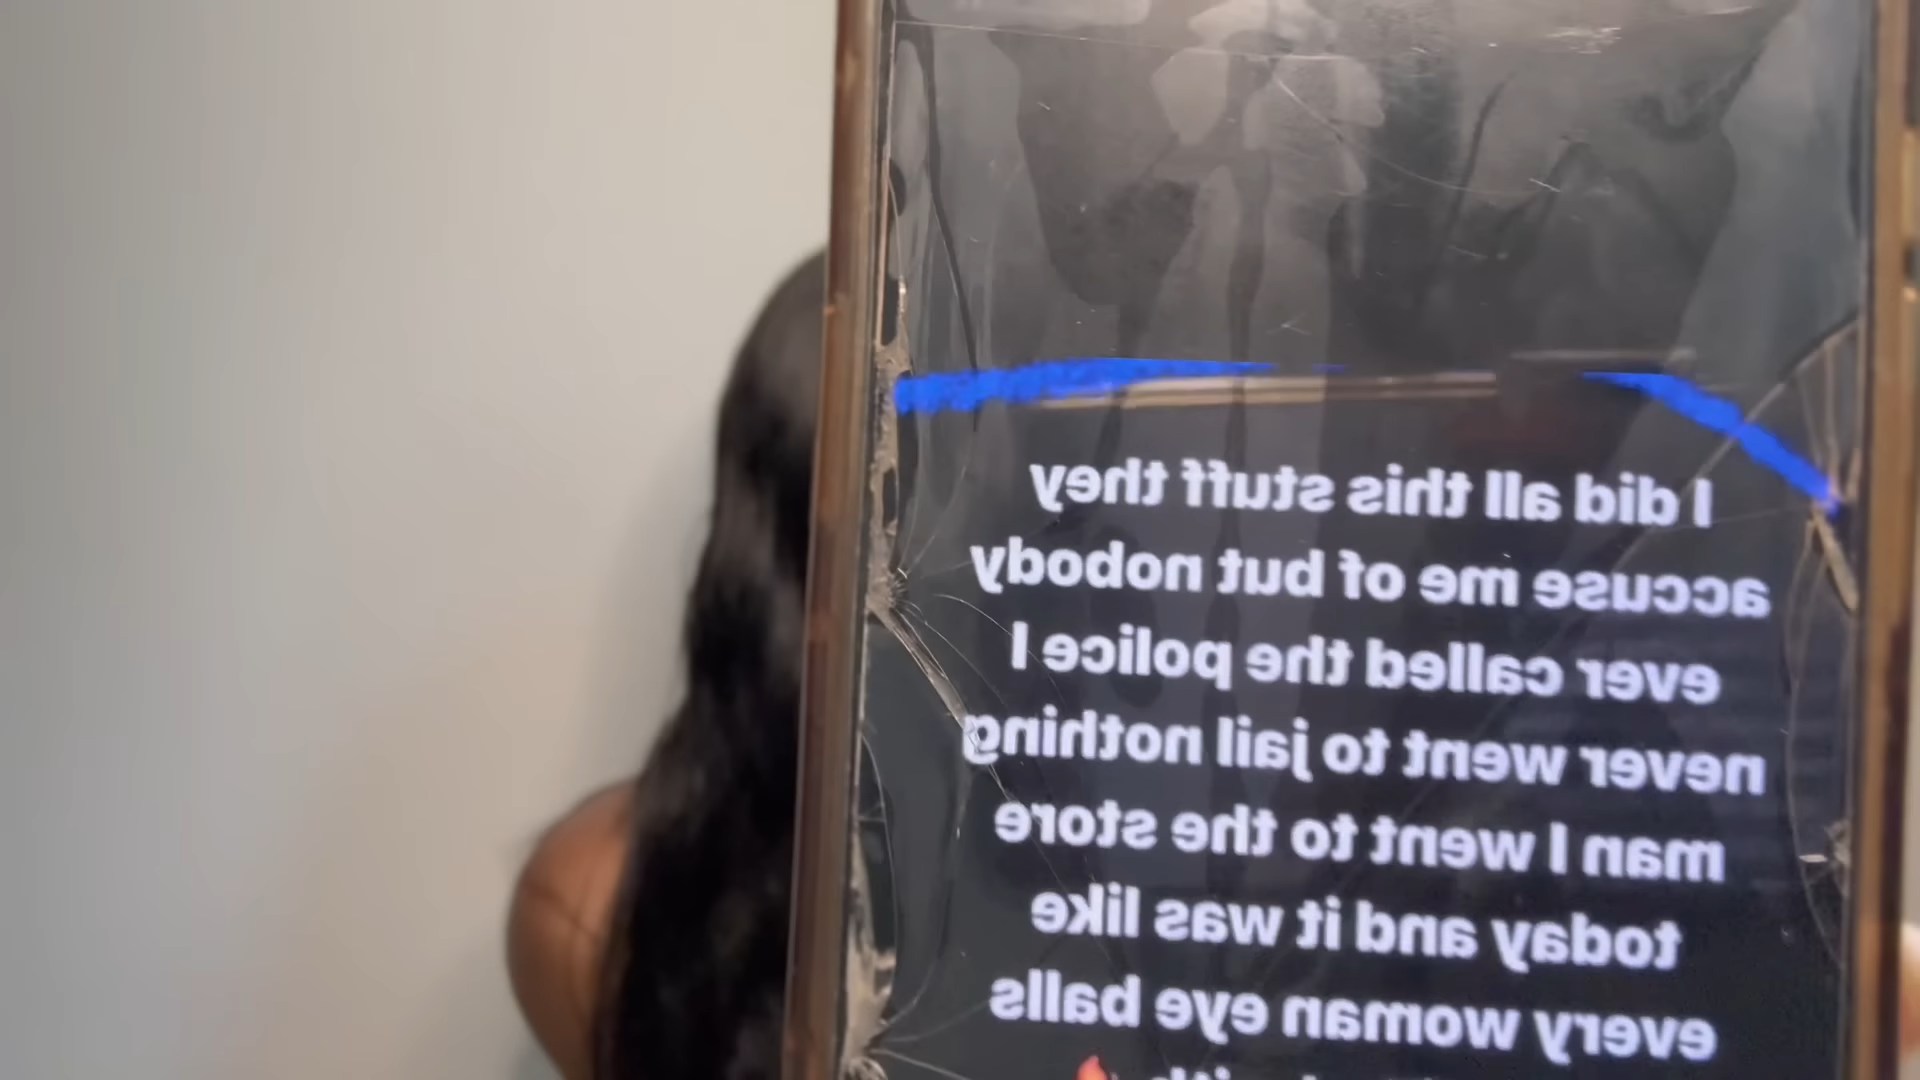 I did all this stuff they
accuse me of but nobody
ever called the police I
never went to jail nothing
man I went to the store
today and it was like
every woman eye balls